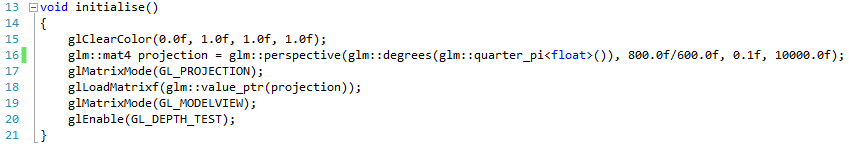 13 void initialise()
14 {
15 glClearColor(0.0f, 1.0f, 1.0f, 1.0f);
16 glm::mat4 projection = glm::perspective(glm::degrees(glm::quarter_pi<float>()), 800.0f/600.0f, 0.1f, 10000.0f);
17 glMatrixMode(GL_PROJECTION);
18 glLoadMatrixf(glm::value_ptr(projection));
19 glMatrixMode(GL_MODELVIEW);
20 glEnable(GL_DEPTH_TEST);
21 }